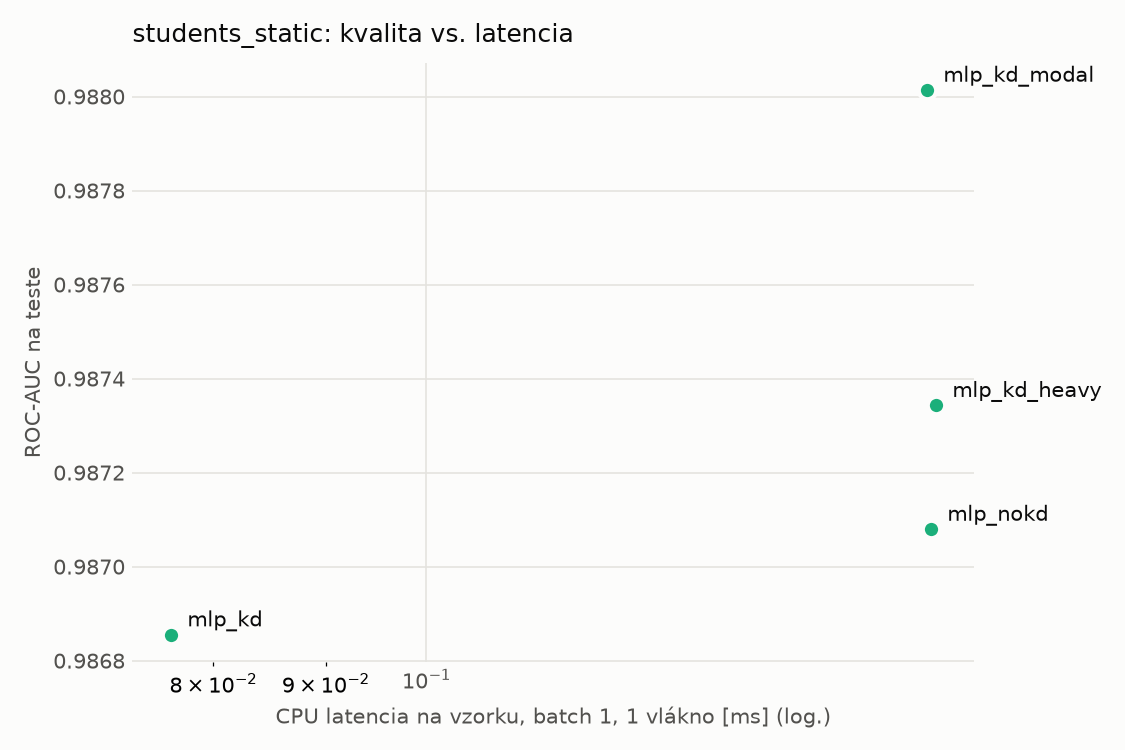 students_static: kvalita vs. latencia
mlp_kd_modal
0.9880
0.9878
0.9876
0.9874
mlp_kd_heavy
0.9872
mlp_nokd
0.9870
mlp_kd
0.9868
ROC-AUC na teste
8 × 10⁻² 9 × 10⁻² 10⁻¹
CPU latencia na vzorku, batch 1, 1 vlákno [ms] (log.)